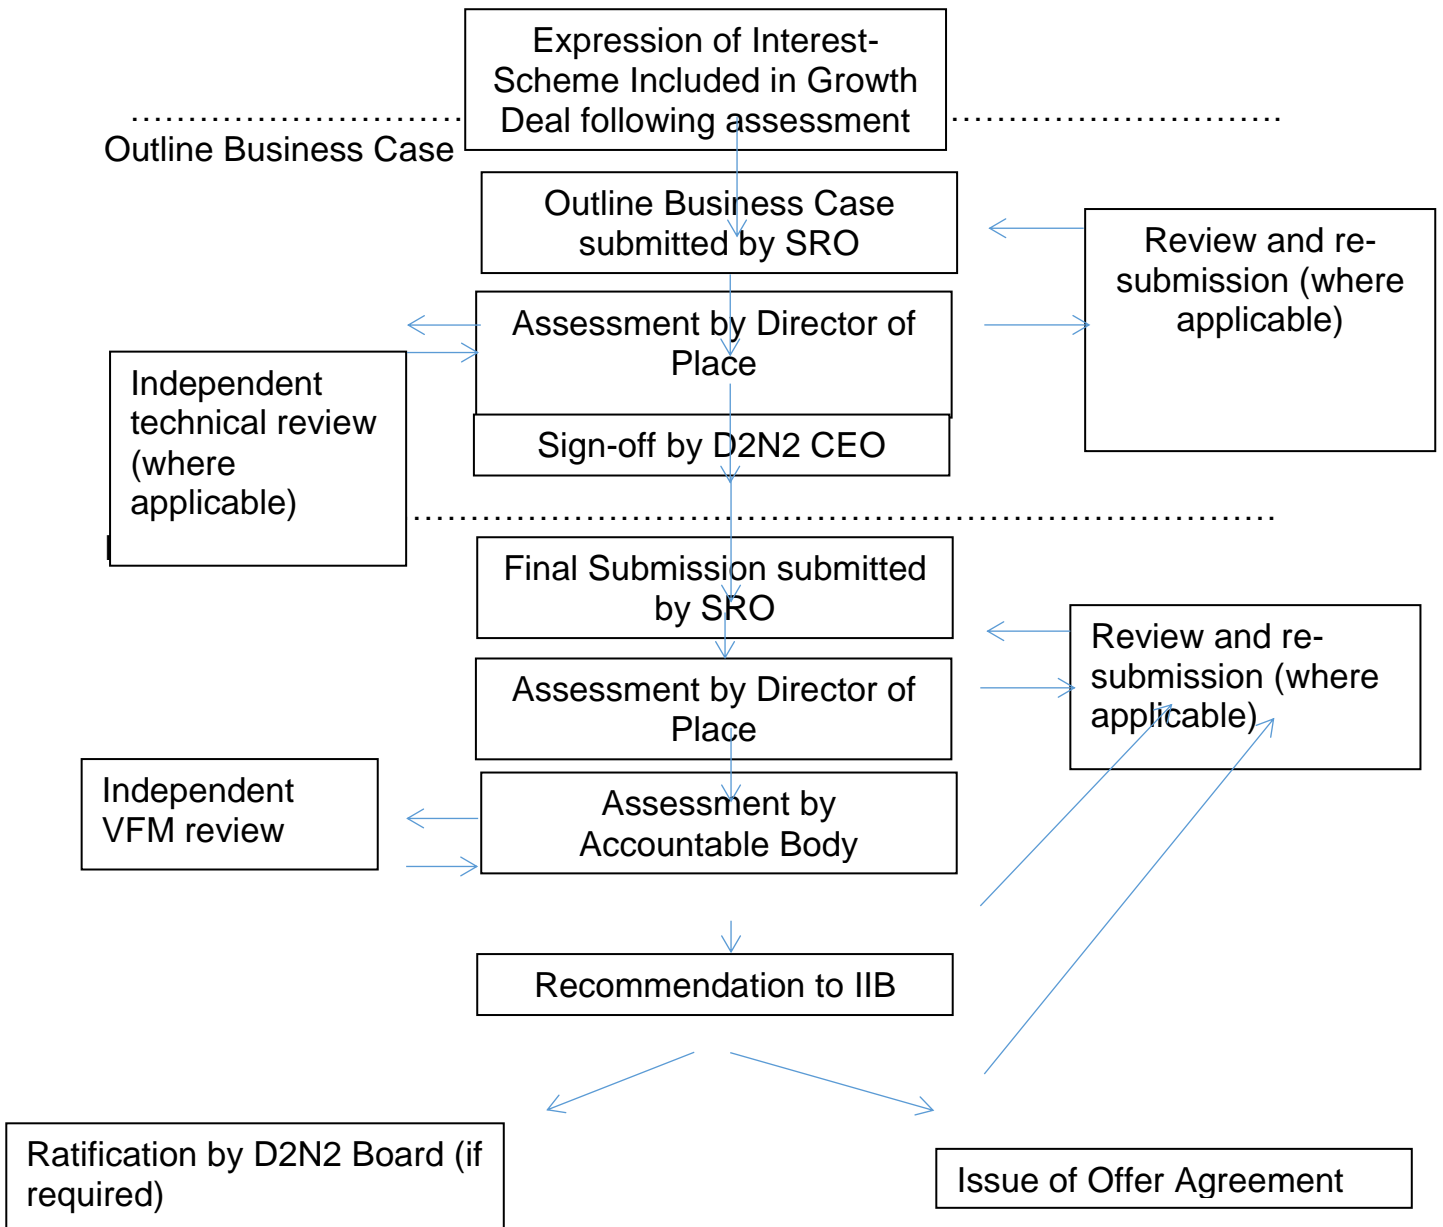 Expression of Interest-
Scheme Included in Growth
Deal following assessment
Outline Business Case
Outline Business Case
submitted by SRO
Review and re-
submission (where
applicable)
Assessment by Director of
Place
Independent
technical review
(where
applicable)
Sign-off by D2N2 CEO
Final Submission submitted
by SRO
Review and re-
submission (where
applicable)
Assessment by Director of
Place
Independent
VFM review
Assessment by
Accountable Body
Recommendation to IIB
Ratification by D2N2 Board (if
required)
Issue of Offer Agreement